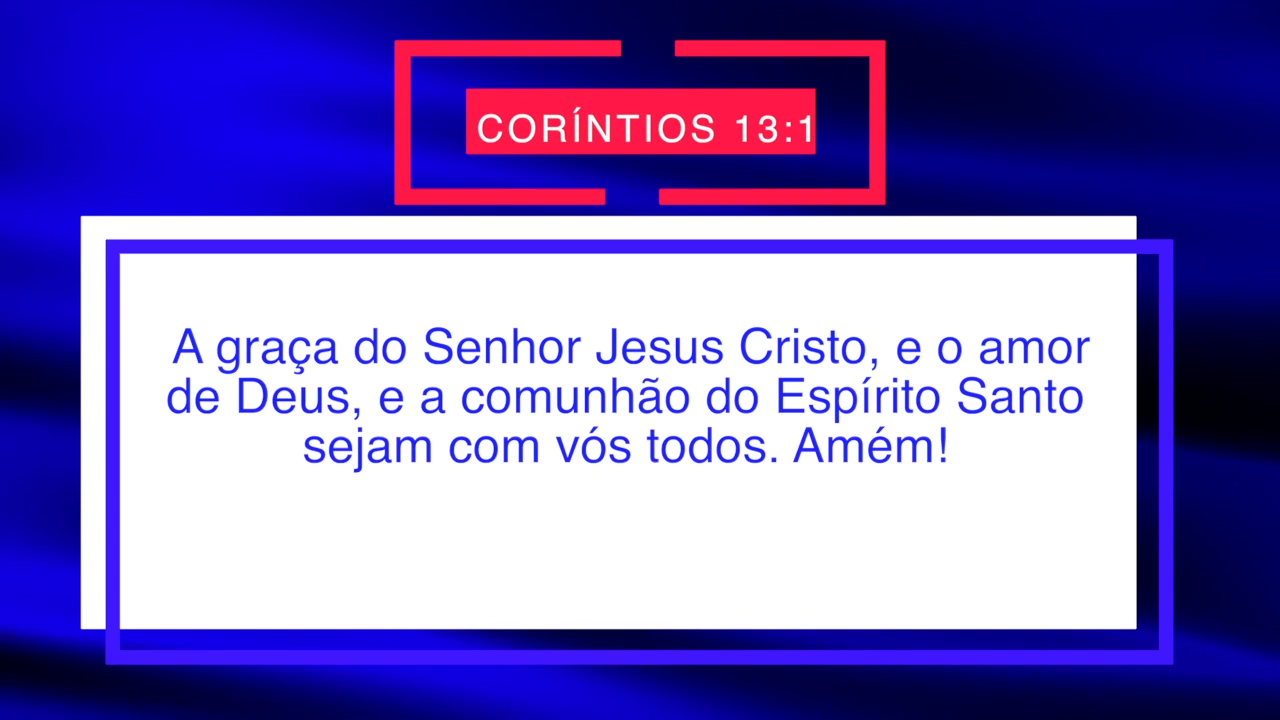 CORÍNTIOS 13:1
A graça do Senhor Jesus Cristo, e o amor
de Deus, e a comunhão do Espírito Santo
sejam com vós todos. Amém!